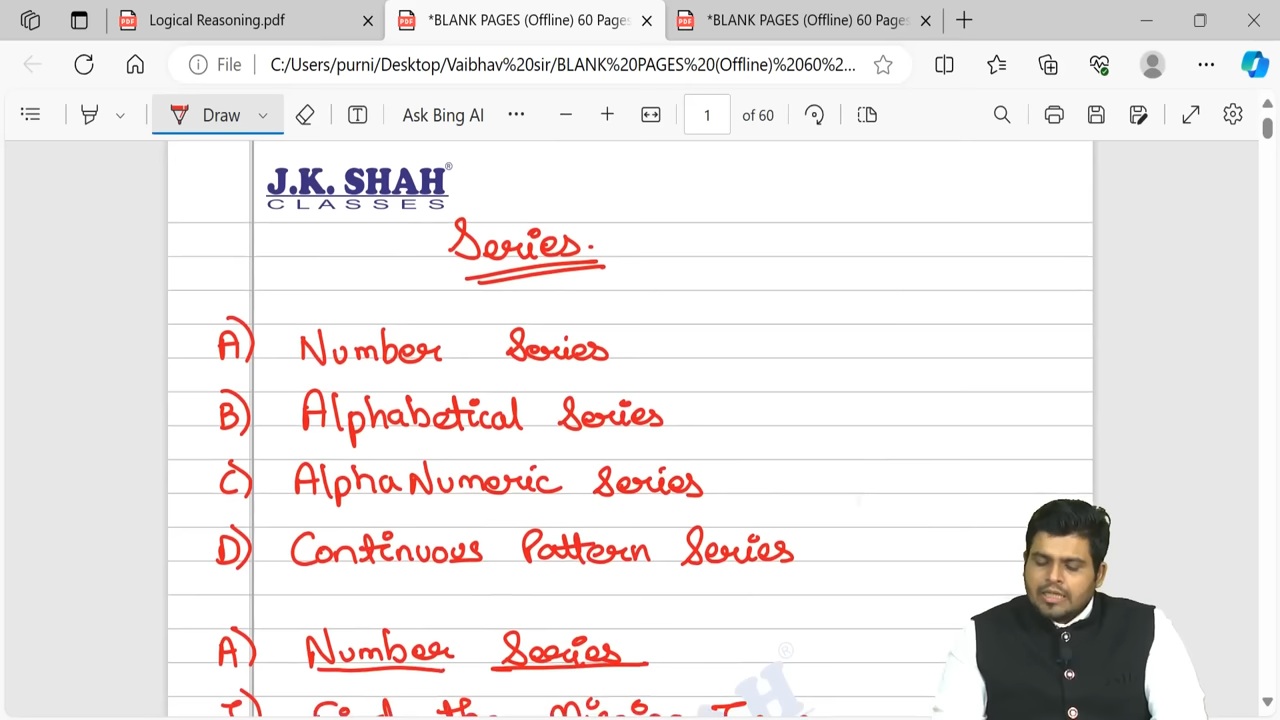 Logical Reasoning.pdf
*BLANK PAGES (Offline) 60 Pages
*BLANK PAGES (Offline) 60 Pages
File C:/Users/purni/Desktop/Vaibhav%20sir/BLANK%20PAGES%20(Offline)%2060%2...
Draw
Ask Bing AI
1 of 60
J.K. SHAH®
CLASSES
Series.
A) Number Series
B) Alphabetical Series
C) AlphaNumeric Series
D) Continuous Pattern Series
A) Number Series